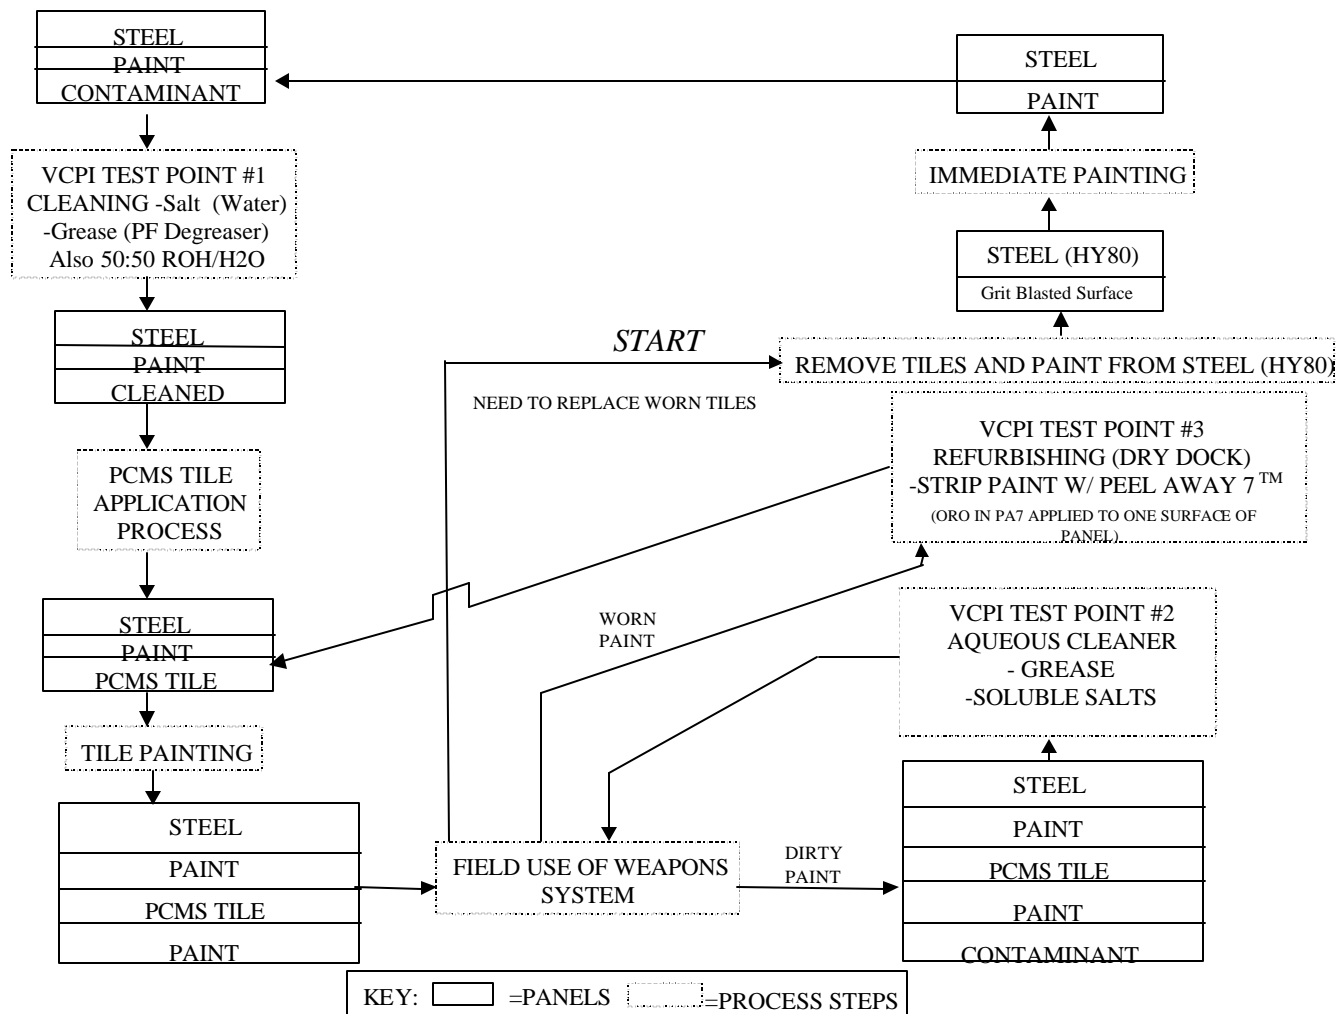 STEEL
PAINT
CONTAMINANT
VCPI TEST POINT #1
CLEANING -Salt (Water)
-Grease (PF Degreaser)
Also 50:50 ROH/H2O
STEEL
PAINT
CLEANED
PCMS TILE
APPLICATION
PROCESS
STEEL
PAINT
PCMS TILE
TILE PAINTING
STEEL
PAINT
PCMS TILE
PAINT
FIELD USE OF WEAPONS
SYSTEM
START
NEED TO REPLACE WORN TILES
WORN
PAINT
DIRTY
PAINT
STEEL
PAINT
IMMEDIATE PAINTING
STEEL (HY80)
Grit Blasted Surface
REMOVE TILES AND PAINT FROM STEEL (HY80)
VCPI TEST POINT #3
REFURBISHING (DRY DOCK)
-STRIP PAINT W/ PEEL AWAY 7 TM
(ORO IN PA7 APPLIED TO ONE SURFACE OF
PANEL)
VCPI TEST POINT #2
AQUEOUS CLEANER
- GREASE
-SOLUBLE SALTS
STEEL
PAINT
PCMS TILE
PAINT
CONTAMINANT
KEY: =PANELS =PROCESS STEPS